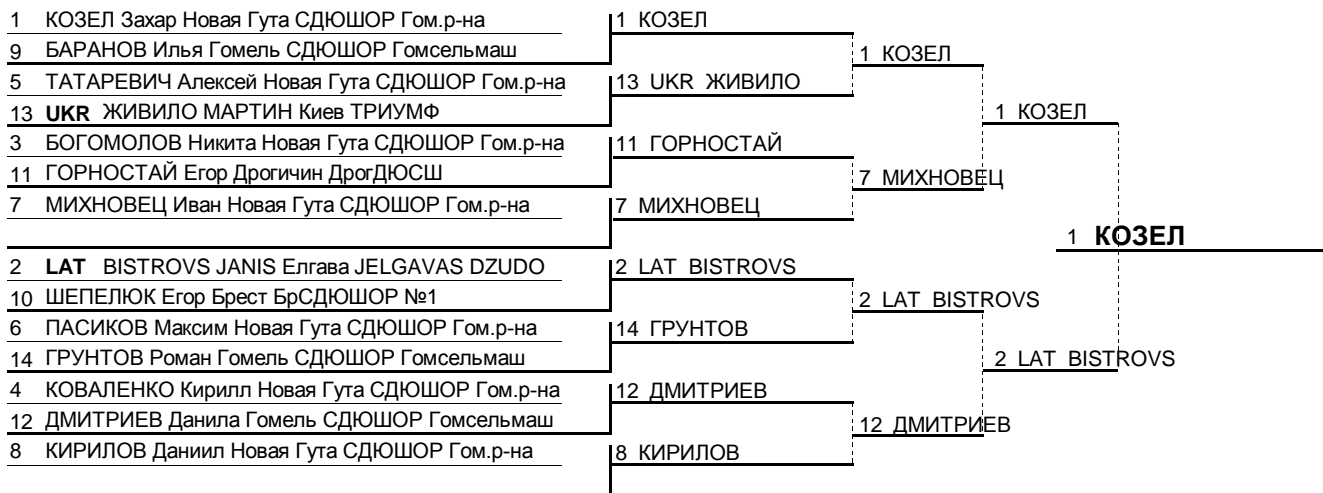 1 КОЗЕЛ Захар Новая Гута СДЮШОР Гом.р-на
9 БАРАНОВ Илья Гомель СДЮШОР Гомсельмаш
5 ТАТАРЕВИЧ Алексей Новая Гута СДЮШОР Гом.р-на
13 UKR ЖИВИЛО МАРТИН Киев ТРИУМФ
3 БОГОМОЛОВ Никита Новая Гута СДЮШОР Гом.р-на
11 ГОРНОСТАЙ Егор Дрогичин ДрогДЮСШ
7 МИХНОВЕЦ Иван Новая Гута СДЮШОР Гом.р-на
2 LAT BISTROVS JANIS Елгава JELGAVAS DZUDO
10 ШЕПЕЛЮК Егор Брест БрСДЮШОР №1
6 ПАСИКОВ Максим Новая Гута СДЮШОР Гом.р-на
14 ГРУНТОВ Роман Гомель СДЮШОР Гомсельмаш
4 КОВАЛЕНКО Кирилл Новая Гута СДЮШОР Гом.р-на
12 ДМИТРИЕВ Данила Гомель СДЮШОР Гомсельмаш
8 КИРИЛОВ Даниил Новая Гута СДЮШОР Гом.р-на
1 КОЗЕЛ
13 UKR ЖИВИЛО
11 ГОРНОСТАЙ
7 МИХНОВЕЦ
2 LAT BISTROVS
14 ГРУНТОВ
12 ДМИТРИЕВ
8 КИРИЛОВ
1 КОЗЕЛ
7 МИХНОВЕЦ
2 LAT BISTROVS
12 ДМИТРИЕВ
1 КОЗЕЛ
2 LAT BISTROVS
1 КОЗЕЛ